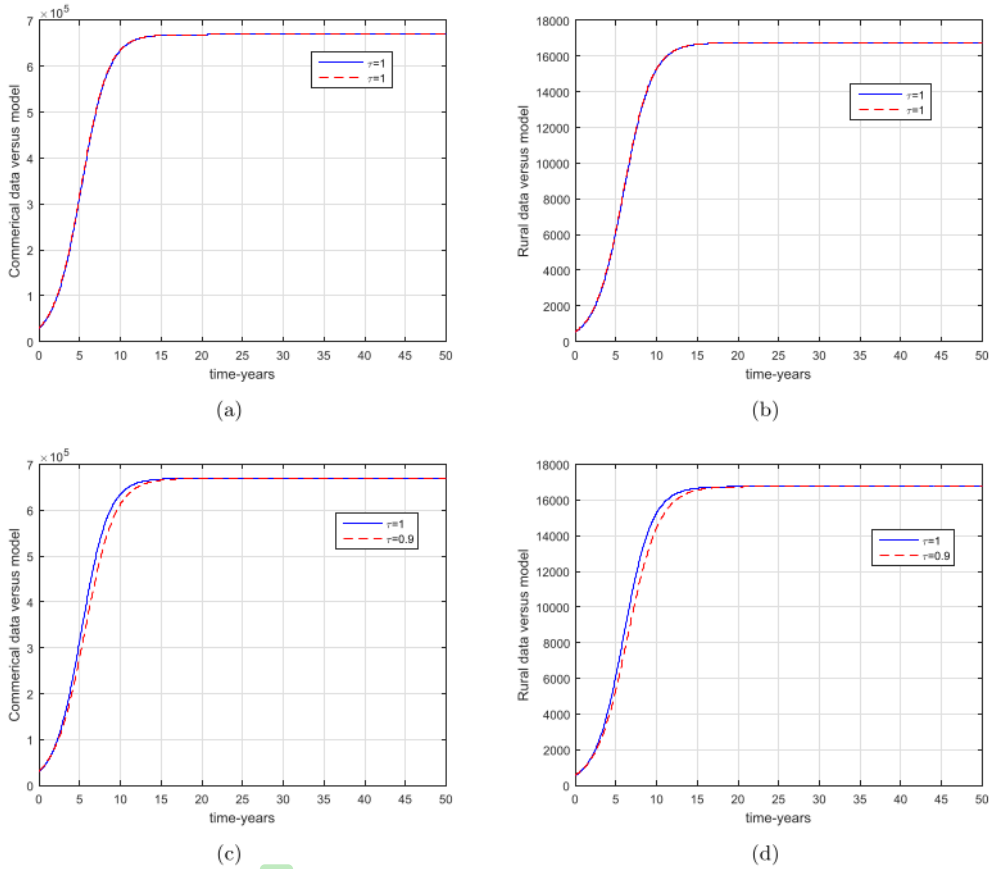 ×10⁵
7
6
5
4
3
2
1
0
Commerical data versus model
τ=1
τ=1
0 5 10 15 20 25 30 35 40 45 50
time-years
(a)
18000
16000
14000
12000
10000
8000
6000
4000
2000
0
Rural data versus model
τ=1
τ=1
0 5 10 15 20 25 30 35 40 45 50
time-years
(b)
×10⁵
7
6
5
4
3
2
1
0
Commerical data versus model
τ=1
τ=0.9
0 5 10 15 20 25 30 35 40 45 50
time-years
(c)
18000
16000
14000
12000
10000
8000
6000
4000
2000
0
Rural data versus model
τ=1
τ=0.9
0 5 10 15 20 25 30 35 40 45 50
time-years
(d)